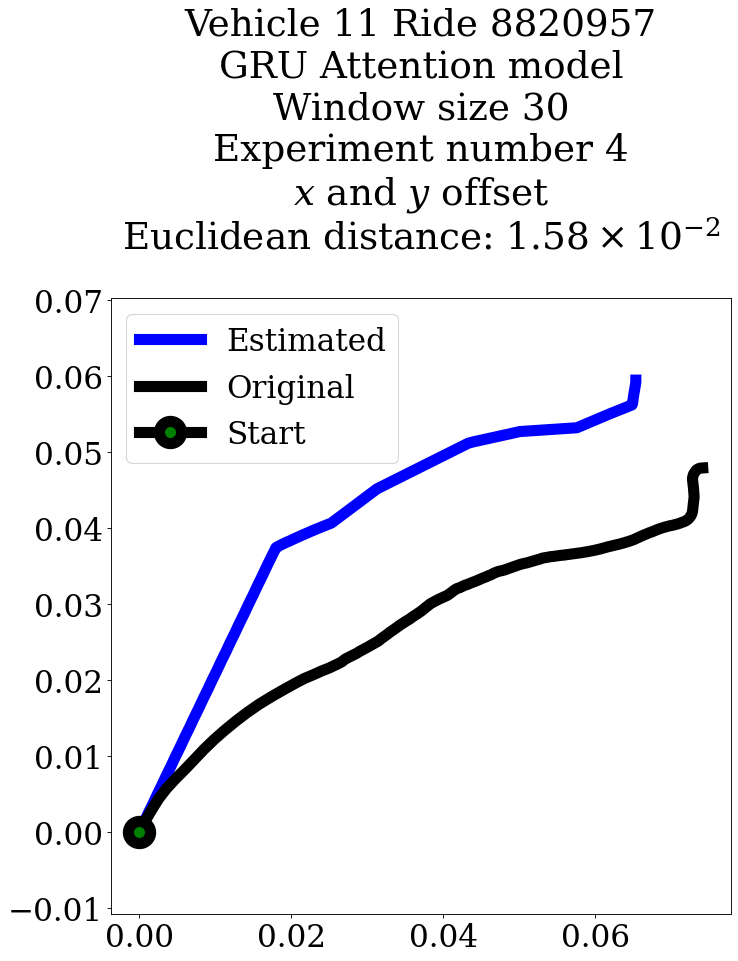 Vehicle 11 Ride 8820957
GRU Attention model
Window size 30
Experiment number 4
x and y offset
Euclidean distance: 1.58 × 10⁻²
0.07
0.06
0.05
0.04
0.03
0.02
0.01
0.00
−0.01
Estimated
Original
Start
0.00 0.02 0.04 0.06